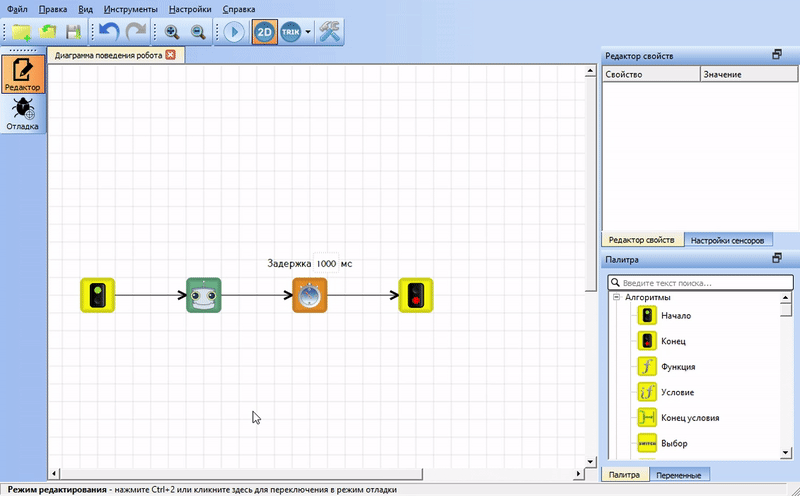 Файл Правка Вид Инструменты Настройки Справка
2D TRIK
Диаграмма поведения робота
Редактор
Отладка
Задержка 1000 мс
Редактор свойств
Свойство Значение
Редактор свойств Настройки сенсоров
Палитра
Введите текст поиска...
Алгоритмы
Начало
Конец
f Функция
if Условие
Конец условия
SWITCH Выбор
Палитра Переменные
Режим редактирования - нажмите Ctrl+2 или кликните здесь для переключения в режим отладки